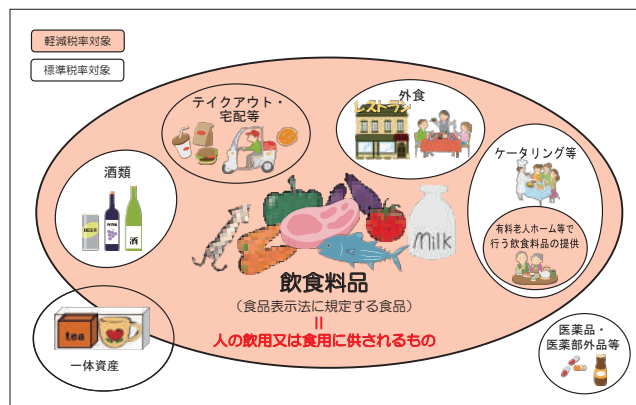 軽減税率対象
標準税率対象
テイクアウト・
宅配等
外食
レストラン
ケータリング等
有料老人ホーム等で
行う飲食料品の提供
酒類
BEER
WINE
酒
Milk
飲食料品
(食品表示法に規定する食品)
=
人の飲用又は食用に供されるもの
tea
一体資産
医薬品・
医薬部外品等